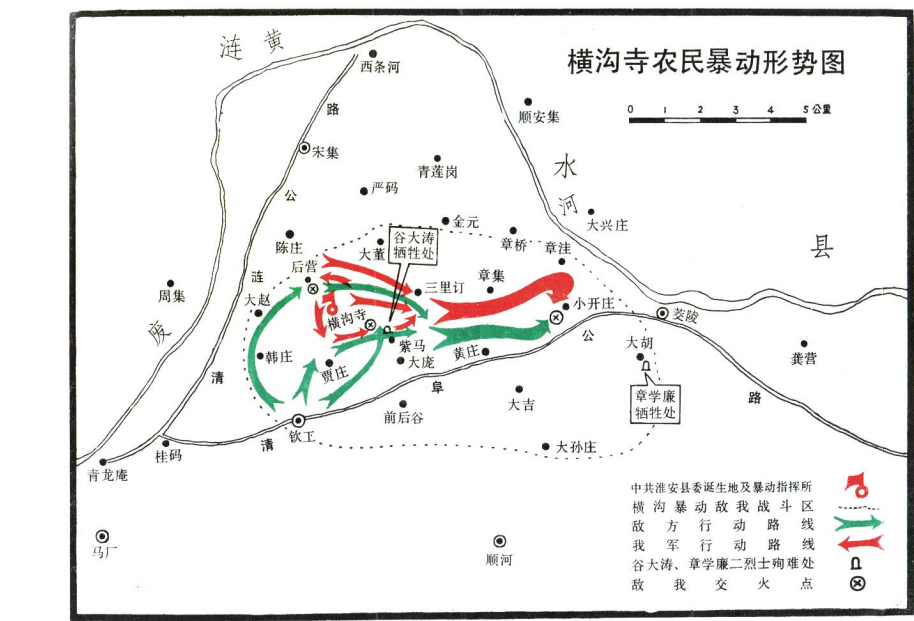 横沟寺农民暴动形势图
0 1 2 3 4 5公里
涟
黄
西条河
路
顺安集
宋集
青莲岗
水
河
严码
公
大兴庄
金元
谷大涛
牺牲处
章桥
章洼
陈庄
大董
县
后营
涟
三里订
章集
周集
大赵
小开庄
茭陵
废
横沟寺
公
紫马
大胡
黄庄
龚营
韩庄
大庞
贾庄
清
阜
章学廉
牺牲处
大吉
路
前后谷
钦工
清
大孙庄
桂码
青龙庵
马厂
顺河
中共淮安县委诞生地及暴动指挥所
横沟暴动敌我战斗区
敌方行动路线
我军行动路线
谷大涛、章学廉二烈士殉难处
敌我交火点